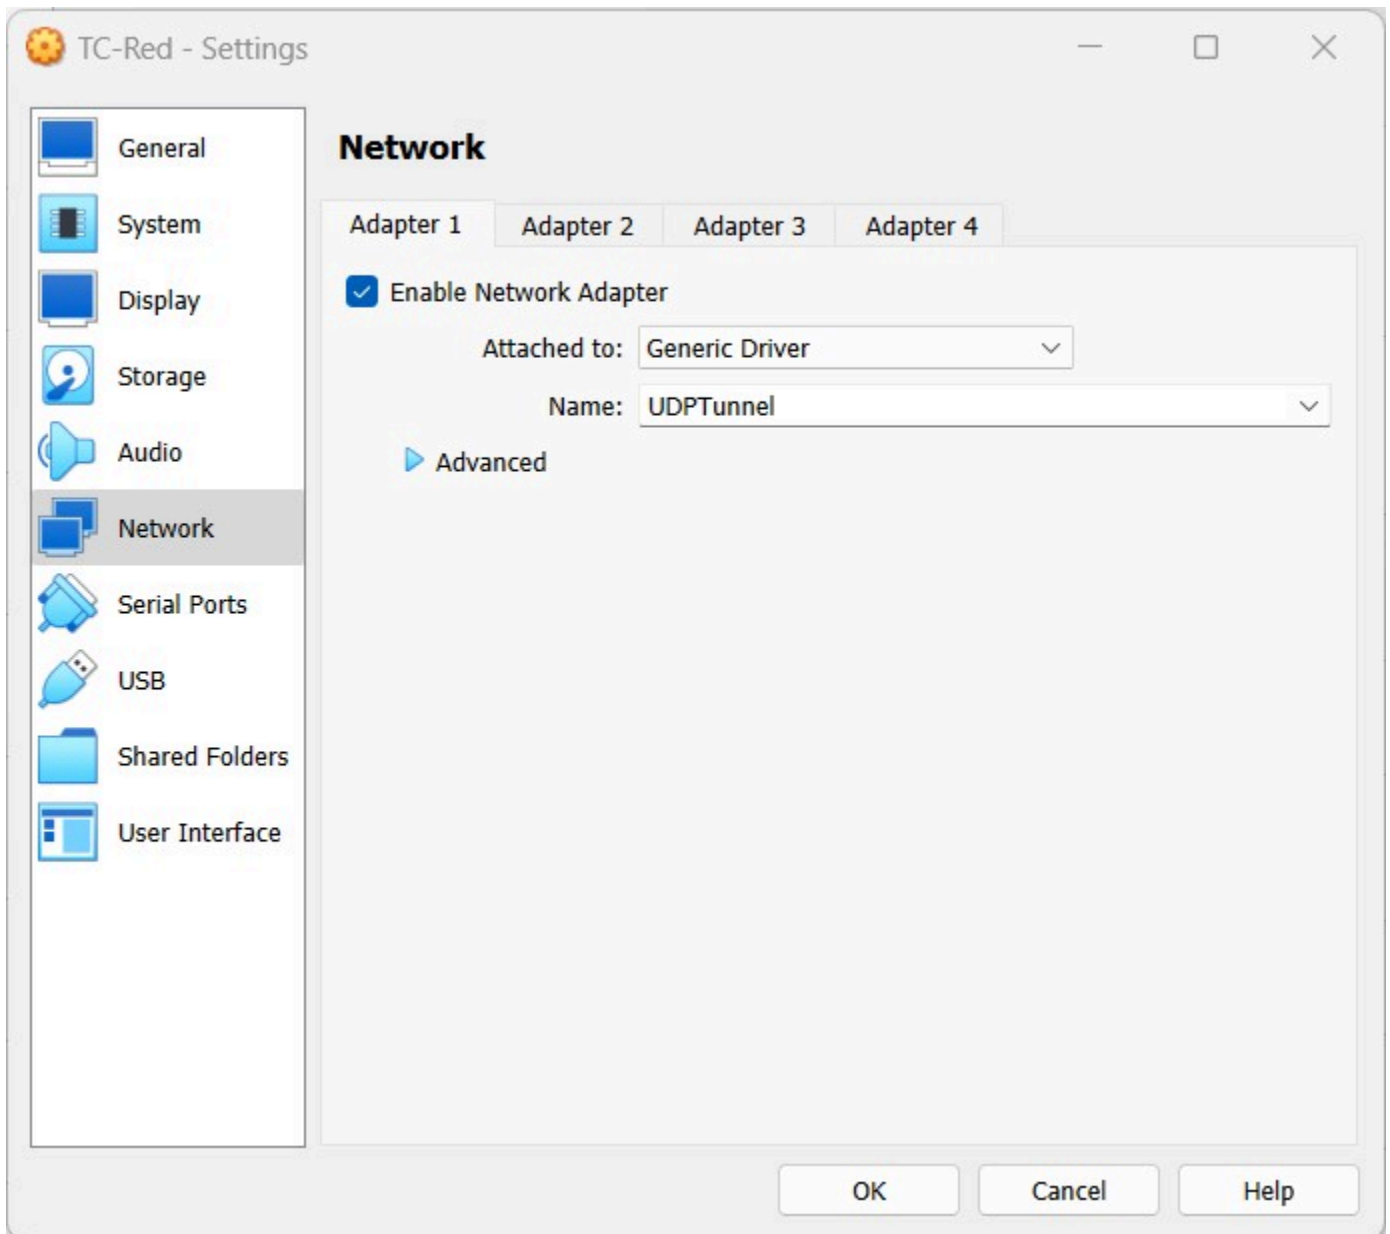 TC-Red - Settings
General
System
Display
Storage
Audio
Network
Serial Ports
USB
Shared Folders
User Interface
Network
Adapter 1 Adapter 2 Adapter 3 Adapter 4
Enable Network Adapter
Attached to: Generic Driver
Name: UDPTunnel
Advanced
OK Cancel Help